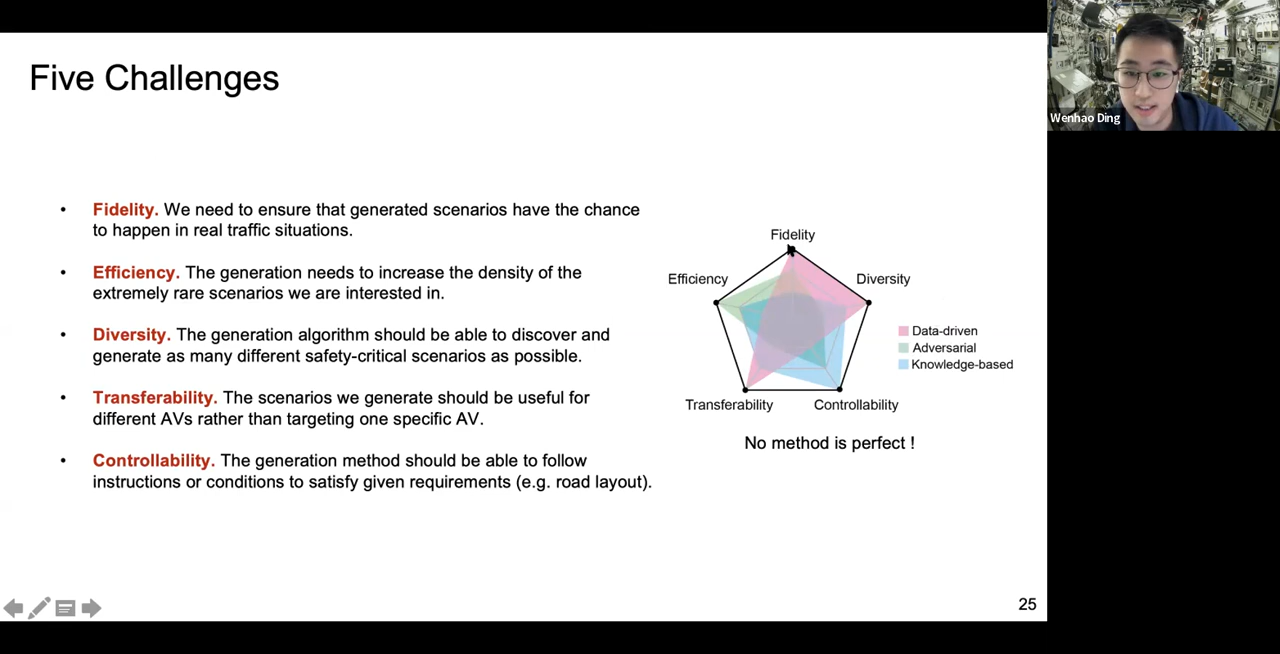 Five Challenges
• Fidelity. We need to ensure that generated scenarios have the chance
to happen in real traffic situations.
• Efficiency. The generation needs to increase the density of the
extremely rare scenarios we are interested in.
• Diversity. The generation algorithm should be able to discover and
generate as many different safety-critical scenarios as possible.
• Transferability. The scenarios we generate should be useful for
different AVs rather than targeting one specific AV.
• Controllability. The generation method should be able to follow
instructions or conditions to satisfy given requirements (e.g. road layout).
Fidelity
Efficiency
Diversity
Data-driven
Adversarial
Knowledge-based
Transferability
Controllability
No method is perfect !
25
Wenhao Ding